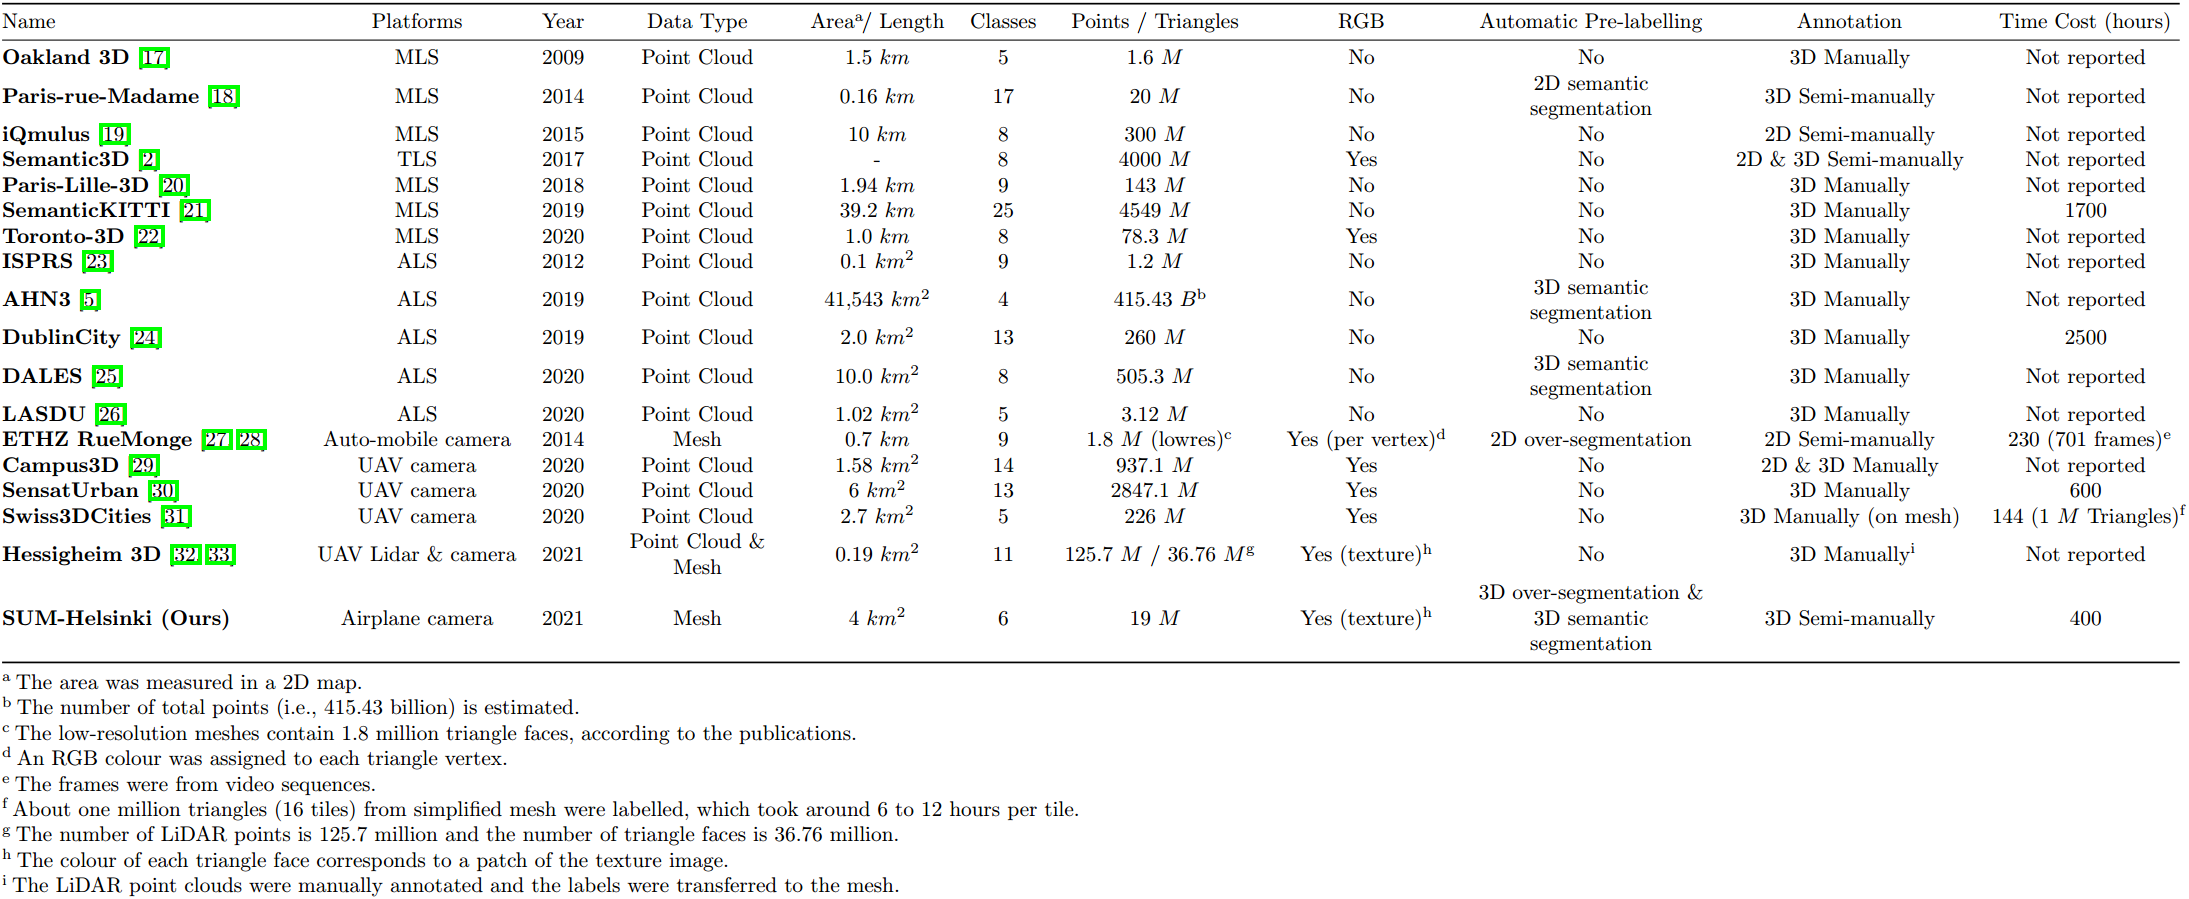 Name Platforms Year Data Type Areaᵃ/ Length Classes Points / Triangles RGB Automatic Pre-labelling Annotation Time Cost (hours)
Oakland 3D [17] MLS 2009 Point Cloud 1.5 km 5 1.6 M No No 3D Manually Not reported
Paris-rue-Madame [18] MLS 2014 Point Cloud 0.16 km 17 20 M No 2D semantic segmentation 3D Semi-manually Not reported
iQmulus [19] MLS 2015 Point Cloud 10 km 8 300 M No No 2D Semi-manually Not reported
Semantic3D [2] TLS 2017 Point Cloud - 8 4000 M Yes No 2D & 3D Semi-manually Not reported
Paris-Lille-3D [20] MLS 2018 Point Cloud 1.94 km 9 143 M No No 3D Manually Not reported
SemanticKITTI [21] MLS 2019 Point Cloud 39.2 km 25 4549 M No No 3D Manually 1700
Toronto-3D [22] MLS 2020 Point Cloud 1.0 km 8 78.3 M Yes No 3D Manually Not reported
ISPRS [23] ALS 2012 Point Cloud 0.1 km² 9 1.2 M No No 3D Manually Not reported
AHN3 [5] ALS 2019 Point Cloud 41,543 km² 4 415.43 Bᵇ No 3D semantic segmentation 3D Manually Not reported
DublinCity [24] ALS 2019 Point Cloud 2.0 km² 13 260 M No No 3D Manually 2500
DALES [25] ALS 2020 Point Cloud 10.0 km² 8 505.3 M No 3D semantic segmentation 3D Manually Not reported
LASDU [26] ALS 2020 Point Cloud 1.02 km² 5 3.12 M No No 3D Manually Not reported
ETHZ RueMonge [27] [28] Auto-mobile camera 2014 Mesh 0.7 km 9 1.8 M (lowres)ᶜ Yes (per vertex)ᵈ 2D over-segmentation 2D Semi-manually 230 (701 frames)ᵉ
Campus3D [29] UAV camera 2020 Point Cloud 1.58 km² 14 937.1 M Yes No 2D & 3D Manually Not reported
SensatUrban [30] UAV camera 2020 Point Cloud 6 km² 13 2847.1 M Yes No 3D Manually 600
Swiss3DCities [31] UAV camera 2020 Point Cloud 2.7 km² 5 226 M Yes No 3D Manually (on mesh) 144 (1 M Triangles)ᶠ
Hessigheim 3D [32] [33] UAV Lidar & camera 2021 Point Cloud & Mesh 0.19 km² 11 125.7 M / 36.76 Mᵍ Yes (texture)ʰ No 3D Manuallyⁱ Not reported
SUM-Helsinki (Ours) Airplane camera 2021 Mesh 4 km² 6 19 M Yes (texture)ʰ 3D over-segmentation & 3D semantic segmentation 3D Semi-manually 400
ᵃ The area was measured in a 2D map.
ᵇ The number of total points (i.e., 415.43 billion) is estimated.
ᶜ The low-resolution meshes contain 1.8 million triangle faces, according to the publications.
ᵈ An RGB colour was assigned to each triangle vertex.
ᵉ The frames were from video sequences.
ᶠ About one million triangles (16 tiles) from simplified mesh were labelled, which took around 6 to 12 hours per tile.
ᵍ The number of LiDAR points is 125.7 million and the number of triangle faces is 36.76 million.
ʰ The colour of each triangle face corresponds to a patch of the texture image.
ⁱ The LiDAR point clouds were manually annotated and the labels were transferred to the mesh.